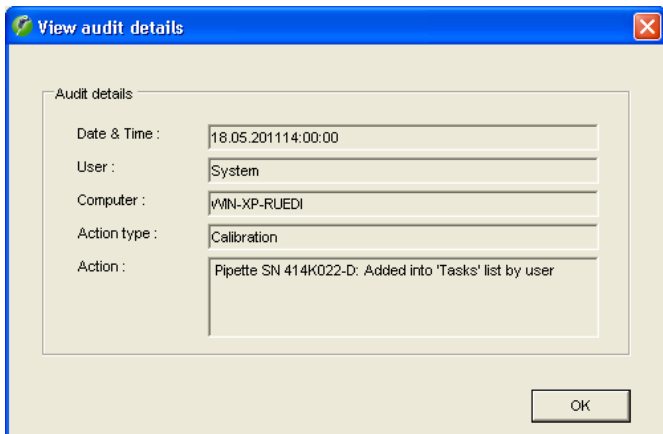 View audit details
Audit details
Date & Time : 18.05.201114:00:00
User : System
Computer : WIN-XP-RUEDI
Action type : Calibration
Action : Pipette SN 414K022-D: Added into 'Tasks' list by user
OK